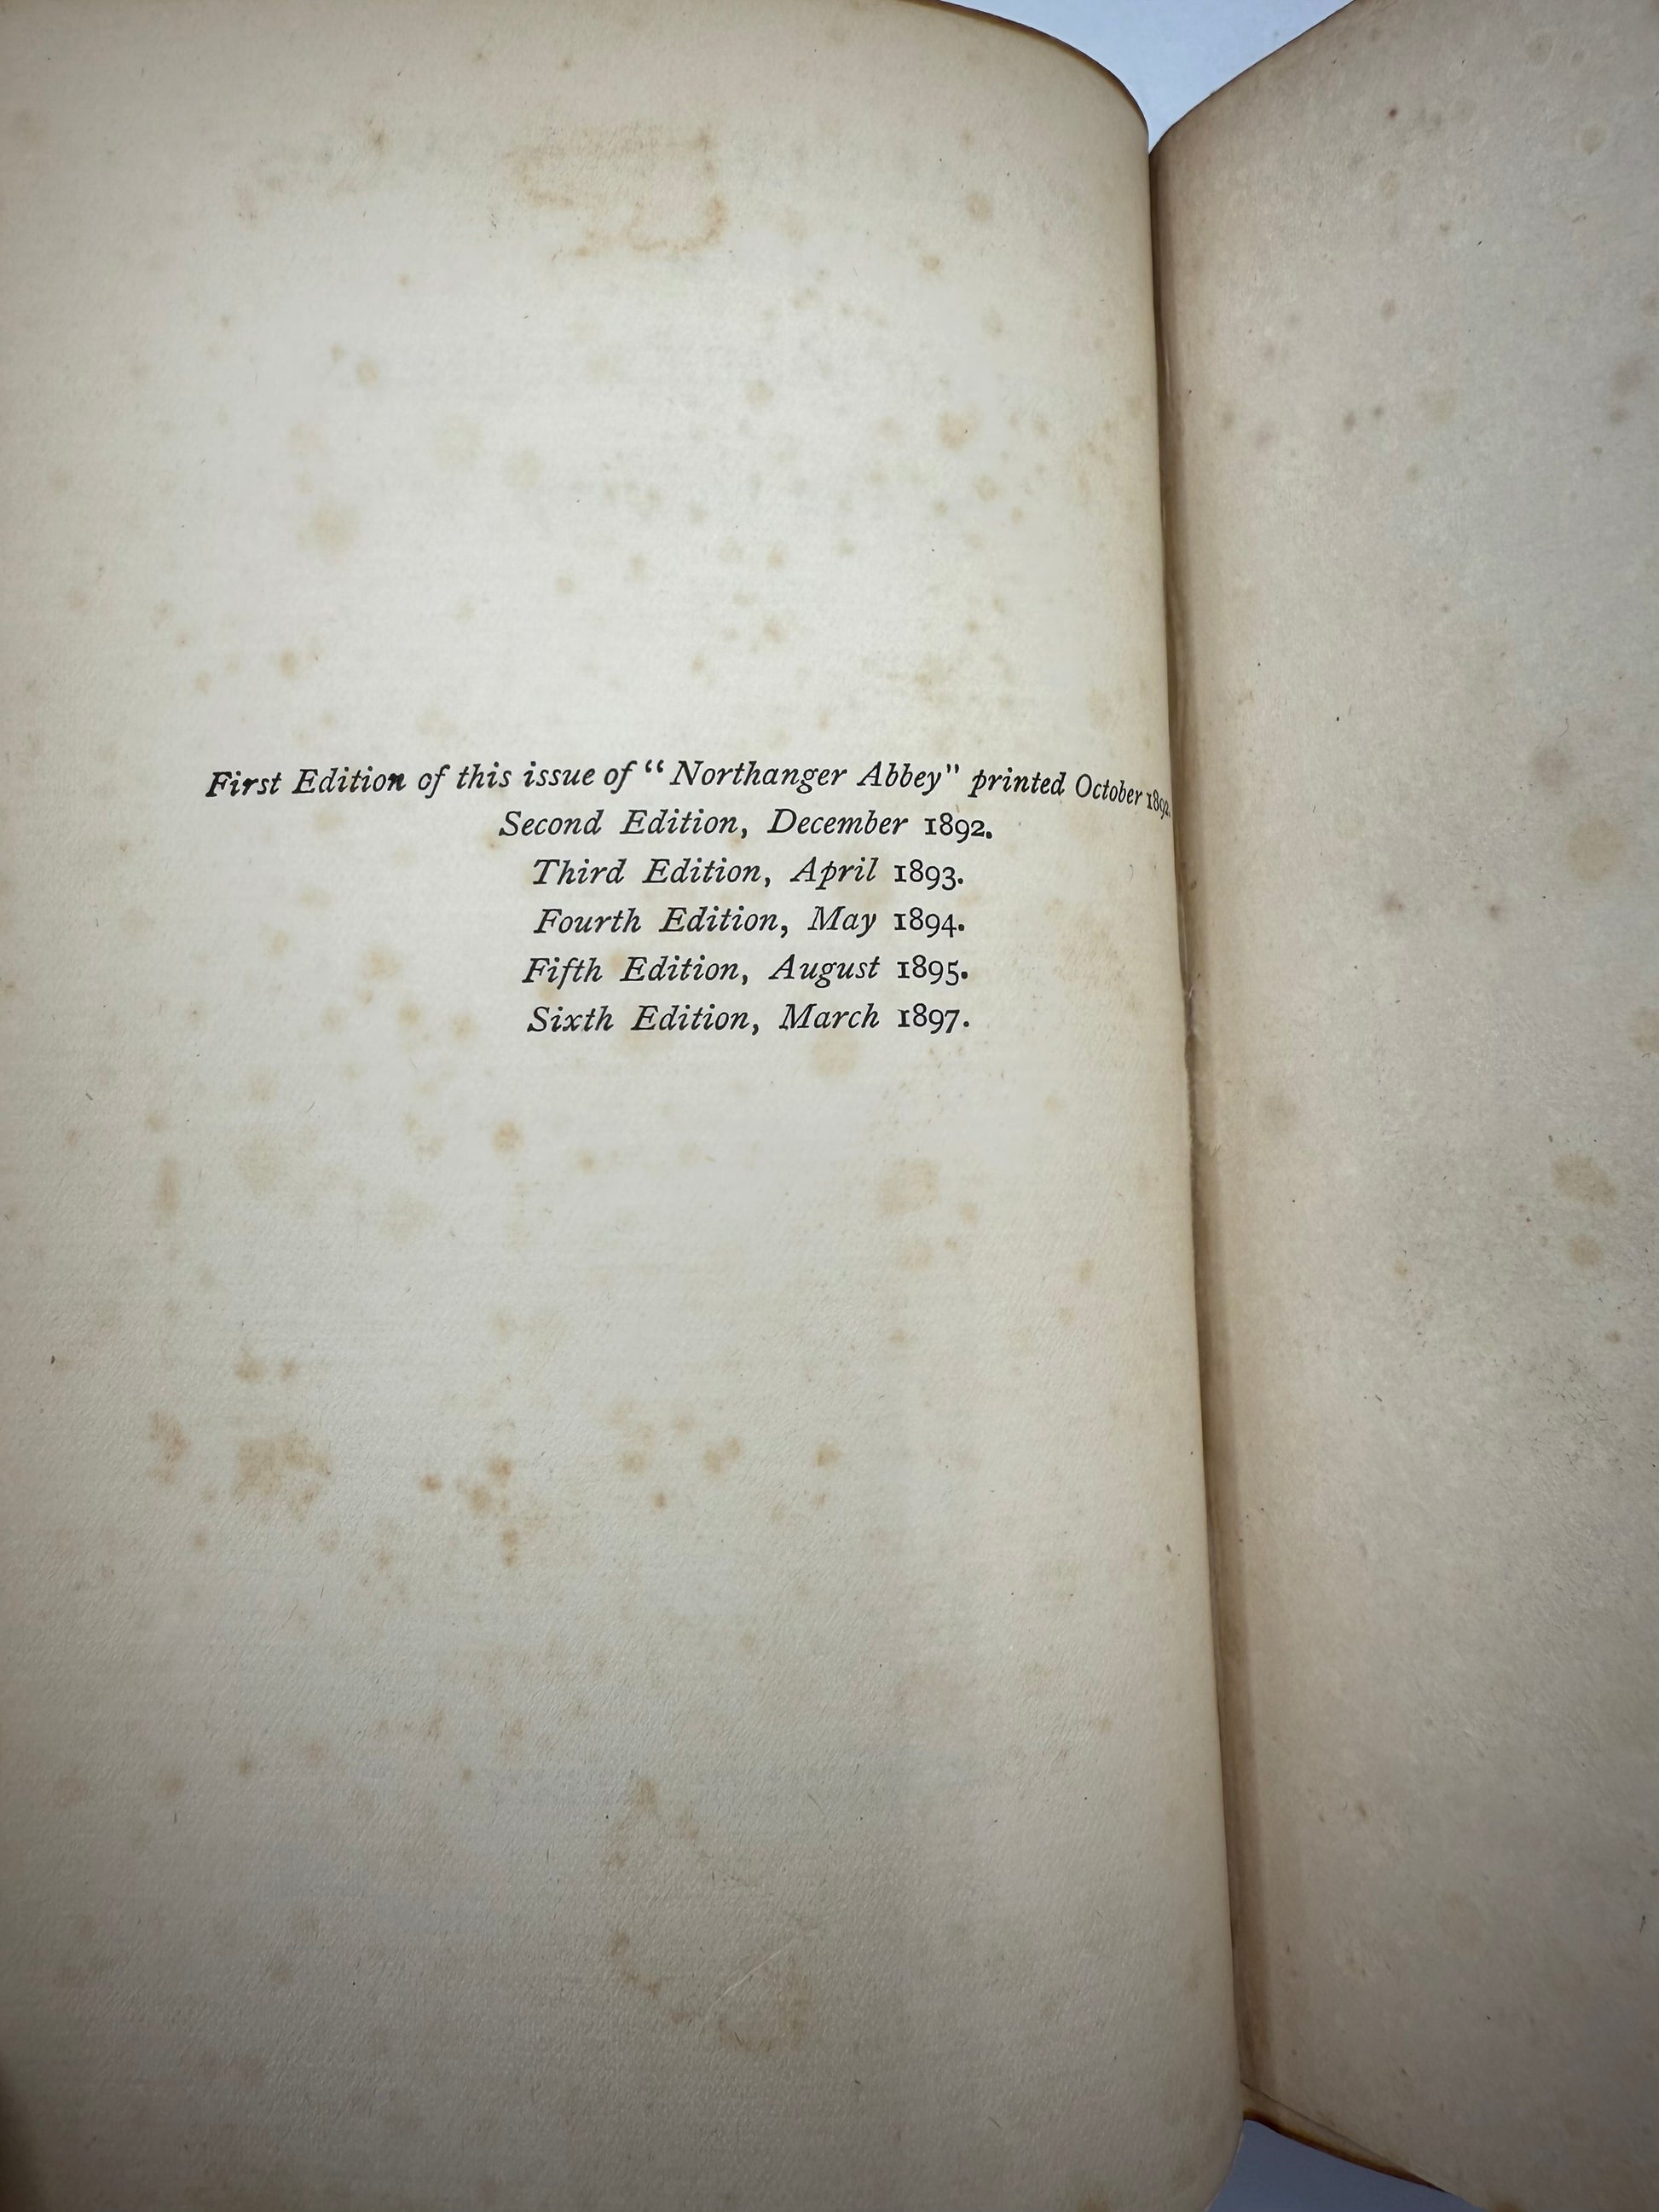 First Edition of this issue of “Northanger Abbey” printed October 1892.
Second Edition, December 1892.
Third Edition, April 1893.
Fourth Edition, May 1894.
Fifth Edition, August 1895.
Sixth Edition, March 1897.